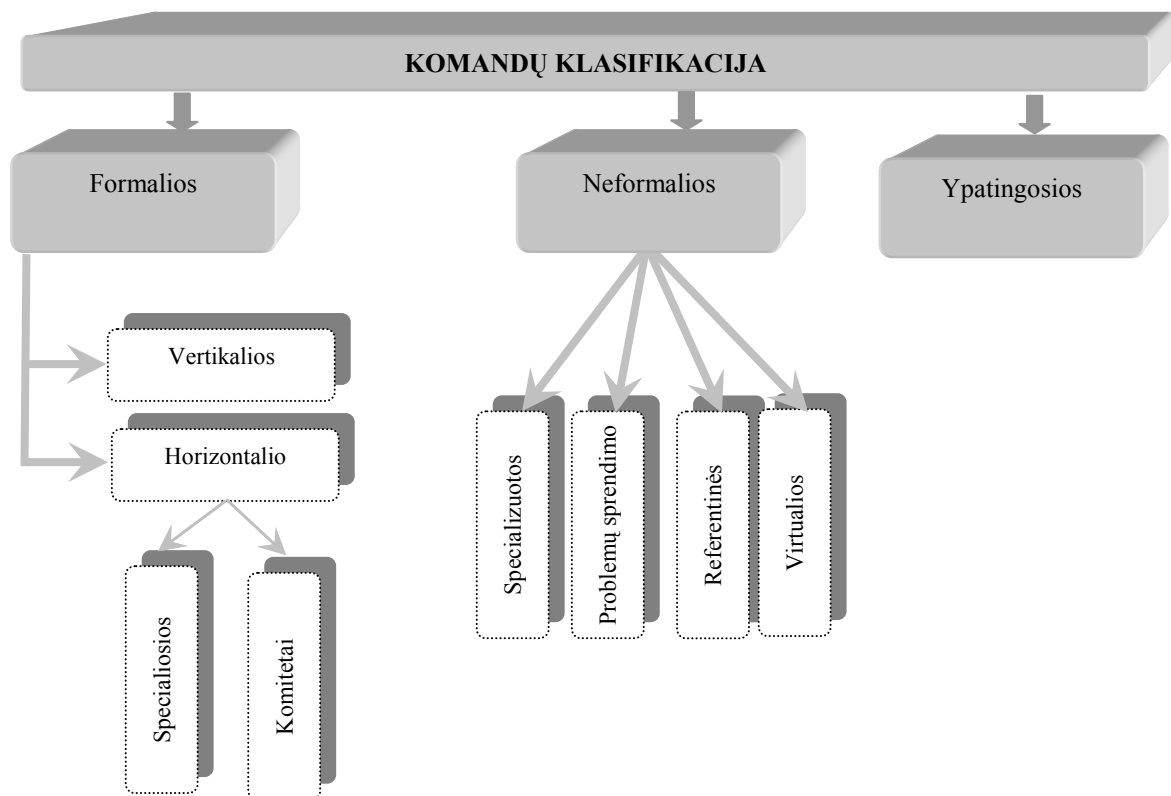 KOMANDŲ KLASIFIKACIJA
Formalios
Neformalios
Ypatingosios
Vertikalios
Horizontalio
Specialiosios
Komitetai
Specializuotos
Problemų sprendimo
Referentinės
Virtualios